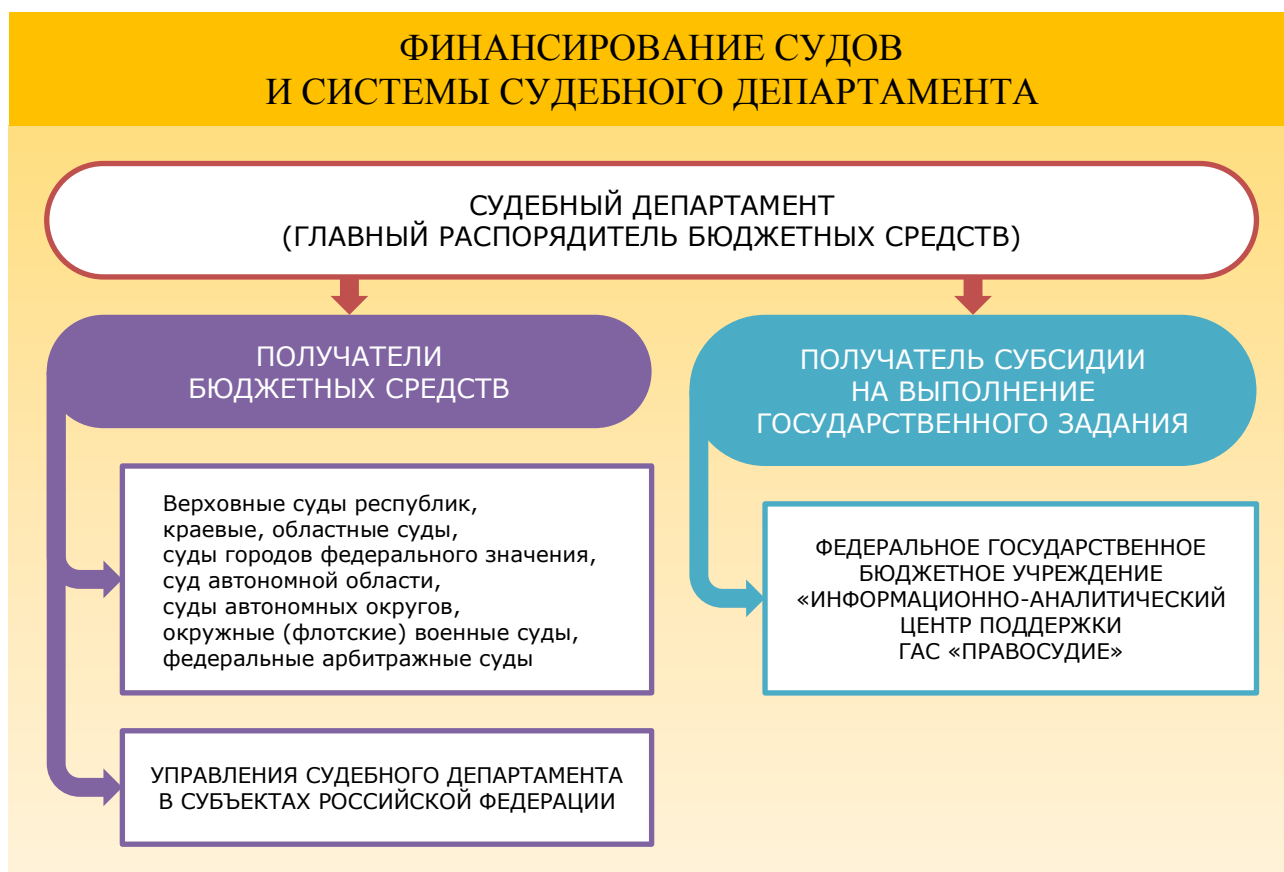 ФИНАНСИРОВАНИЕ СУДОВ
И СИСТЕМЫ СУДЕБНОГО ДЕПАРТАМЕНТА
СУДЕБНЫЙ ДЕПАРТАМЕНТ
(ГЛАВНЫЙ РАСПОРЯДИТЕЛЬ БЮДЖЕТНЫХ СРЕДСТВ)
ПОЛУЧАТЕЛИ
БЮДЖЕТНЫХ СРЕДСТВ
Верховные суды республик,
краевые, областные суды,
суды городов федерального значения,
суд автономной области,
суды автономных округов,
окружные (флотские) военные суды,
федеральные арбитражные суды
УПРАВЛЕНИЯ СУДЕБНОГО ДЕПАРТАМЕНТА
В СУБЪЕКТАХ РОССИЙСКОЙ ФЕДЕРАЦИИ
ПОЛУЧАТЕЛЬ СУБСИДИИ
НА ВЫПОЛНЕНИЕ
ГОСУДАРСТВЕННОГО ЗАДАНИЯ
ФЕДЕРАЛЬНОЕ ГОСУДАРСТВЕННОЕ
БЮДЖЕТНОЕ УЧРЕЖДЕНИЕ
«ИНФОРМАЦИОННО-АНАЛИТИЧЕСКИЙ
ЦЕНТР ПОДДЕРЖКИ
ГАС «ПРАВОСУДИЕ»